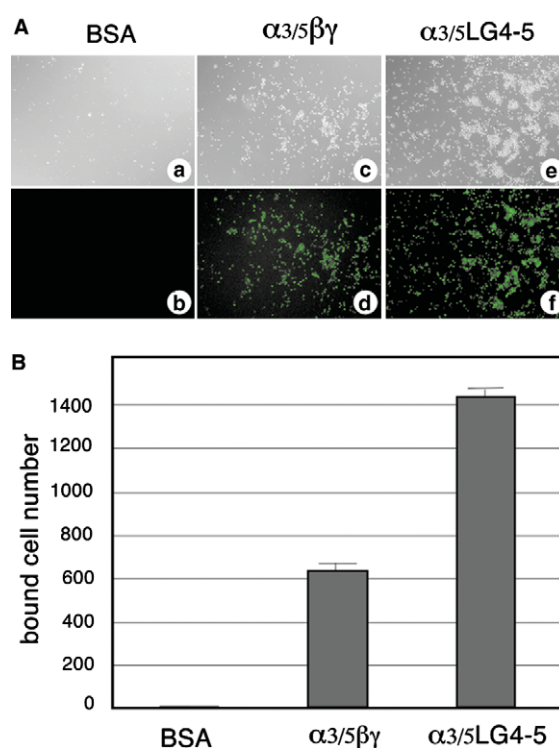 A
BSA α3/5βγ α3/5LG4-5
a c e
b d f
B
bound cell number
1400
1200
1000
800
600
400
200
0
BSA α3/5βγ α3/5LG4-5